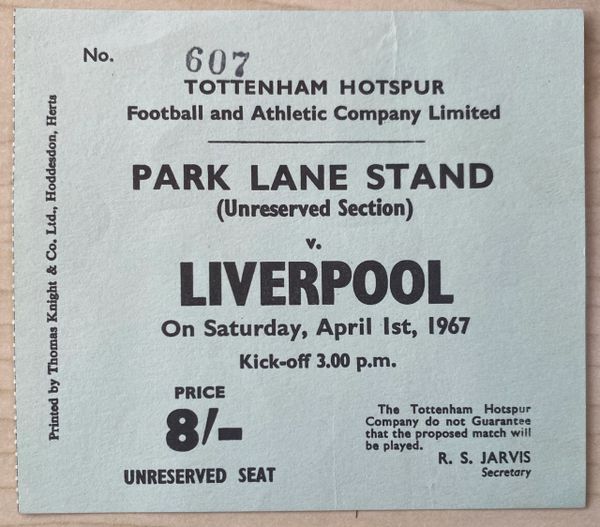 No. 607
TOTTENHAM HOTSPUR
Football and Athletic Company Limited
PARK LANE STAND
(Unreserved Section)
v.
LIVERPOOL
On Saturday, April 1st, 1967
Kick-off 3.00 p.m.
PRICE
8/-
UNRESERVED SEAT
The Tottenham Hotspur
Company do not Guarantee
that the proposed match will
be played.
R. S. JARVIS
Secretary
Printed by Thomas Knight & Co. Ltd., Hoddesdon, Herts